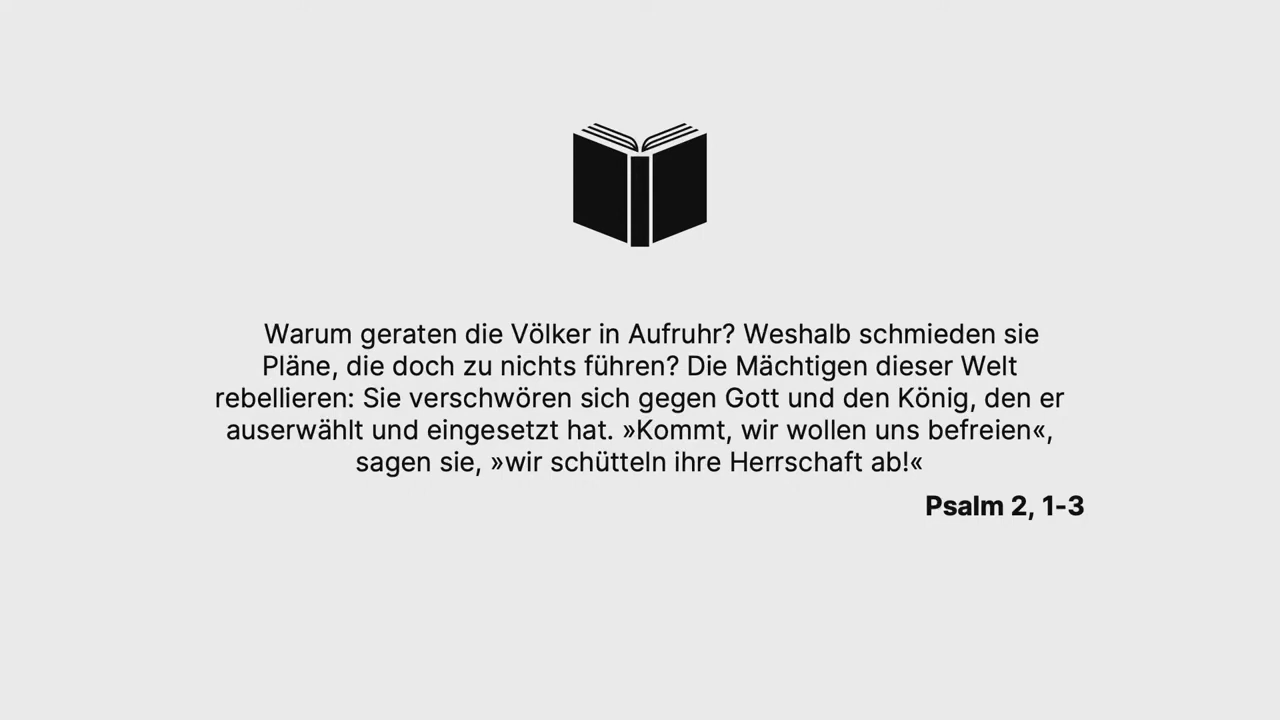 Warum geraten die Völker in Aufruhr? Weshalb schmieden sie
Pläne, die doch zu nichts führen? Die Mächtigen dieser Welt
rebellieren: Sie verschwören sich gegen Gott und den König, den er
auserwählt und eingesetzt hat. »Kommt, wir wollen uns befreien«,
sagen sie, »wir schütteln ihre Herrschaft ab!«
Psalm 2, 1-3